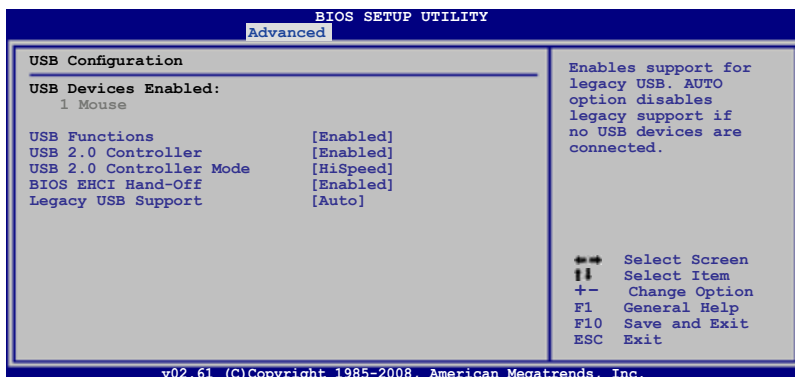 BIOS SETUP UTILITY
Advanced
USB Configuration
USB Devices Enabled:
1 Mouse
USB Functions [Enabled]
USB 2.0 Controller [Enabled]
USB 2.0 Controller Mode [HiSpeed]
BIOS EHCI Hand-Off [Enabled]
Legacy USB Support [Auto]
Enables support for
legacy USB. AUTO
option disables
legacy support if
no USB devices are
connected.
←→ Select Screen
↑↓ Select Item
+- Change Option
F1 General Help
F10 Save and Exit
ESC Exit
v02.61 (C)Copyright 1985-2008, American Megatrends, Inc.